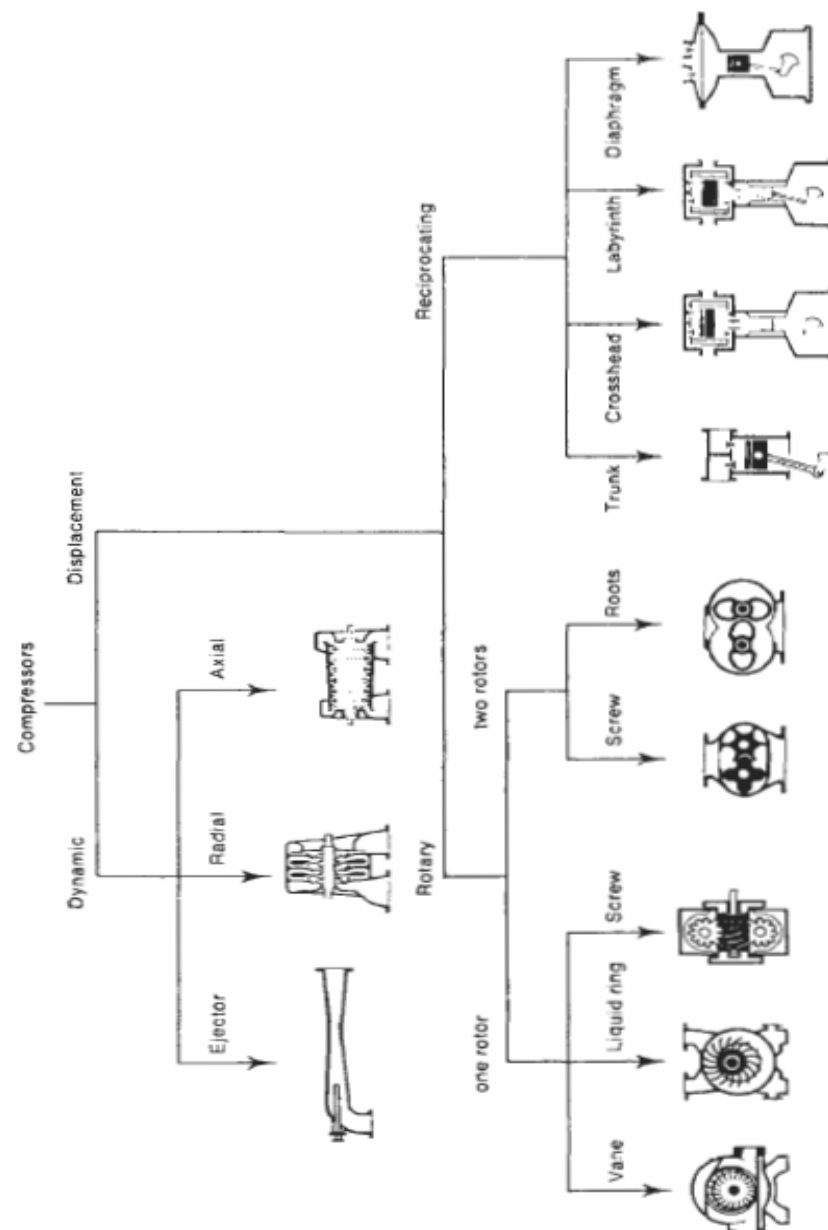 Compressors
Dynamic
Displacement
Ejector
Radial
Axial
Rotary
Reciprocating
one rotor
two rotors
Vane
Liquid ring
Screw
Screw
Roots
Trunk
Crosshead
Labyrinth
Diaphragm